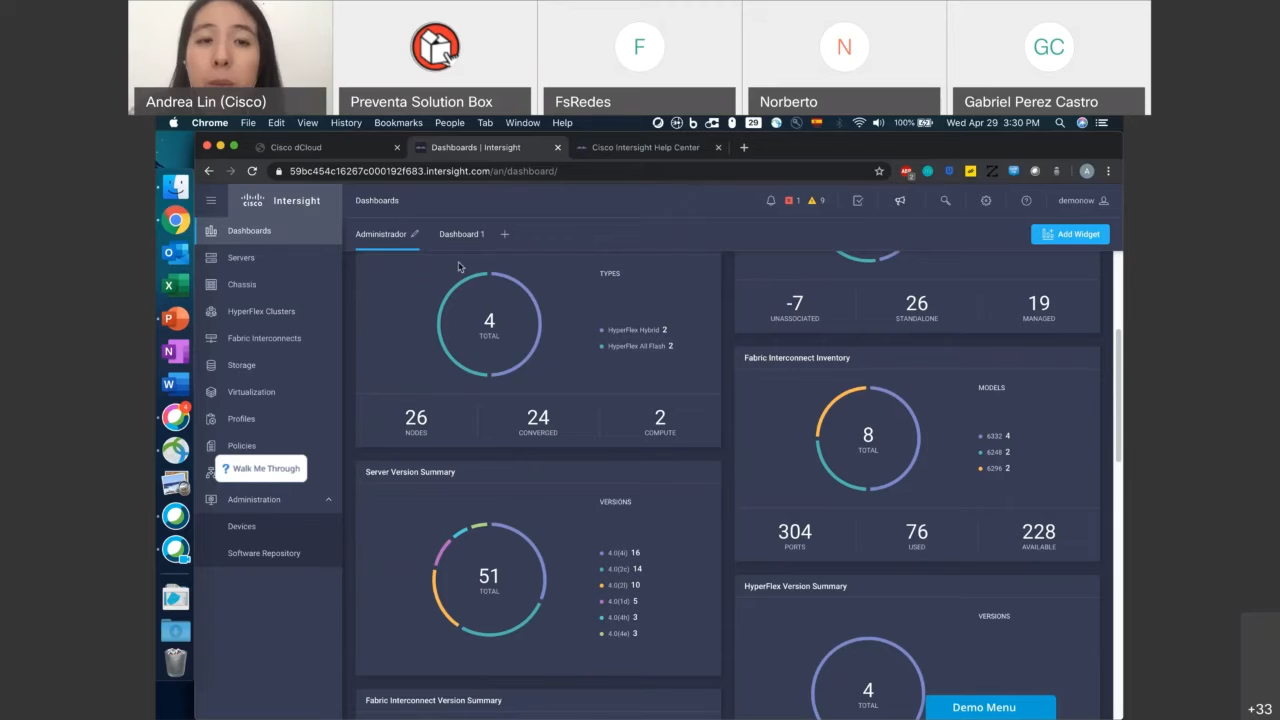 Andrea Lin (Cisco)
Preventa Solution Box
F
FsRedes
N
Norberto
GC
Gabriel Perez Castro
Chrome File Edit View History Bookmarks People Tab Window Help
29 100% Wed Apr 29 3:30 PM
Cisco dCloud
Dashboards | Intersight
Cisco Intersight Help Center
59bc454c16267c000192f683.intersight.com/an/dashboard/
CISCO Intersight
Dashboards
1 9
demonow
Dashboards
Servers
Chassis
HyperFlex Clusters
Fabric Interconnects
Storage
Virtualization
Profiles
Policies
? Walk Me Through
Administration
Devices
Software Repository
Administrador
Dashboard 1
Add Widget
4
TOTAL
TYPES
HyperFlex Hybrid 2
HyperFlex All Flash 2
26
NODES
24
CONVERGED
2
COMPUTE
-7
UNASSOCIATED
26
STANDALONE
19
MANAGED
Fabric Interconnect Inventory
8
TOTAL
MODELS
6332 4
6248 2
6296 2
304
PORTS
76
USED
228
AVAILABLE
Server Version Summary
51
TOTAL
VERSIONS
4.0(4i) 16
4.0(2c) 14
4.0(2l) 10
4.0(1d) 5
4.0(4h) 3
4.0(4e) 3
HyperFlex Version Summary
VERSIONS
4
TOTAL
Fabric Interconnect Version Summary
Demo Menu
+33